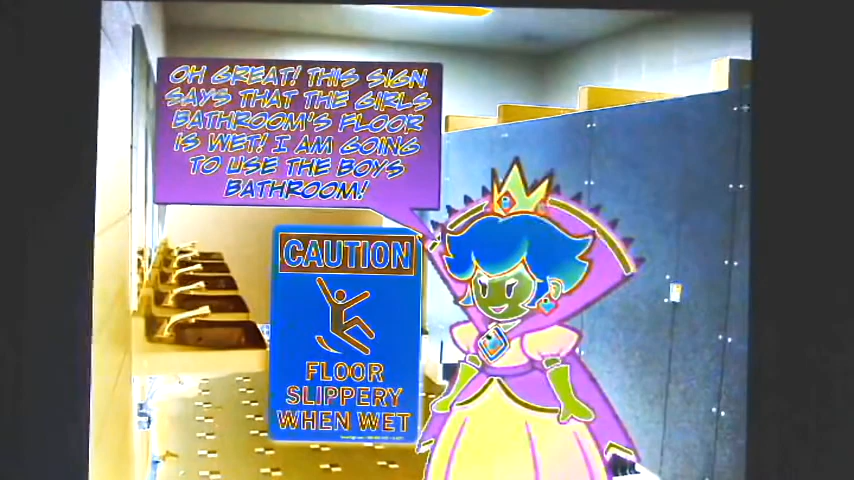 OH GREAT! THIS SIGN
SAYS THAT THE GIRLS
BATHROOM'S FLOOR
IS WET! I AM GOING
TO USE THE BOYS
BATHROOM!
CAUTION
FLOOR
SLIPPERY
WHEN WET